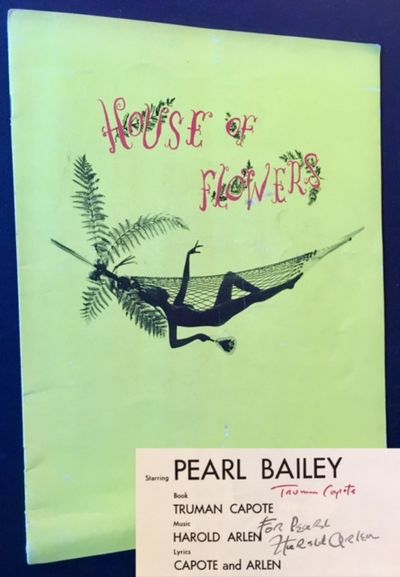 HOUSE OF
FLOWERS
Starring PEARL BAILEY
Book
Truman Capote
TRUMAN CAPOTE
Music
For Pearl
HAROLD ARLEN
Harold Arlen
Lyrics
CAPOTE and ARLEN